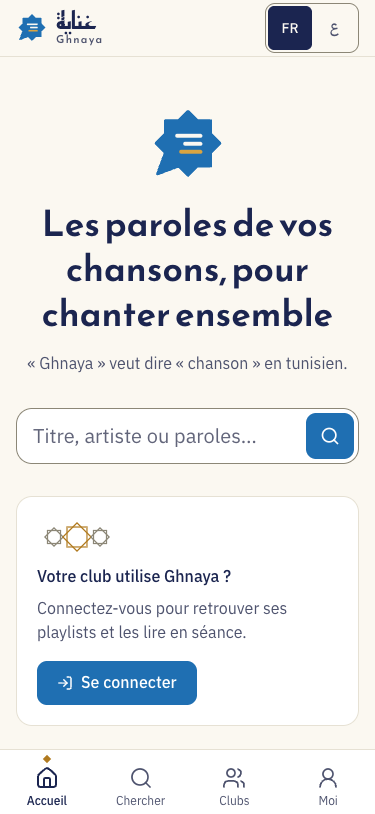 غناية
Ghnaya
FR
ع
Les paroles de vos
chansons, pour
chanter ensemble
« Ghnaya » veut dire « chanson » en tunisien.
Titre, artiste ou paroles...
Votre club utilise Ghnaya ?
Connectez-vous pour retrouver ses
playlists et les lire en séance.
Se connecter
Accueil
Chercher
Clubs
Moi